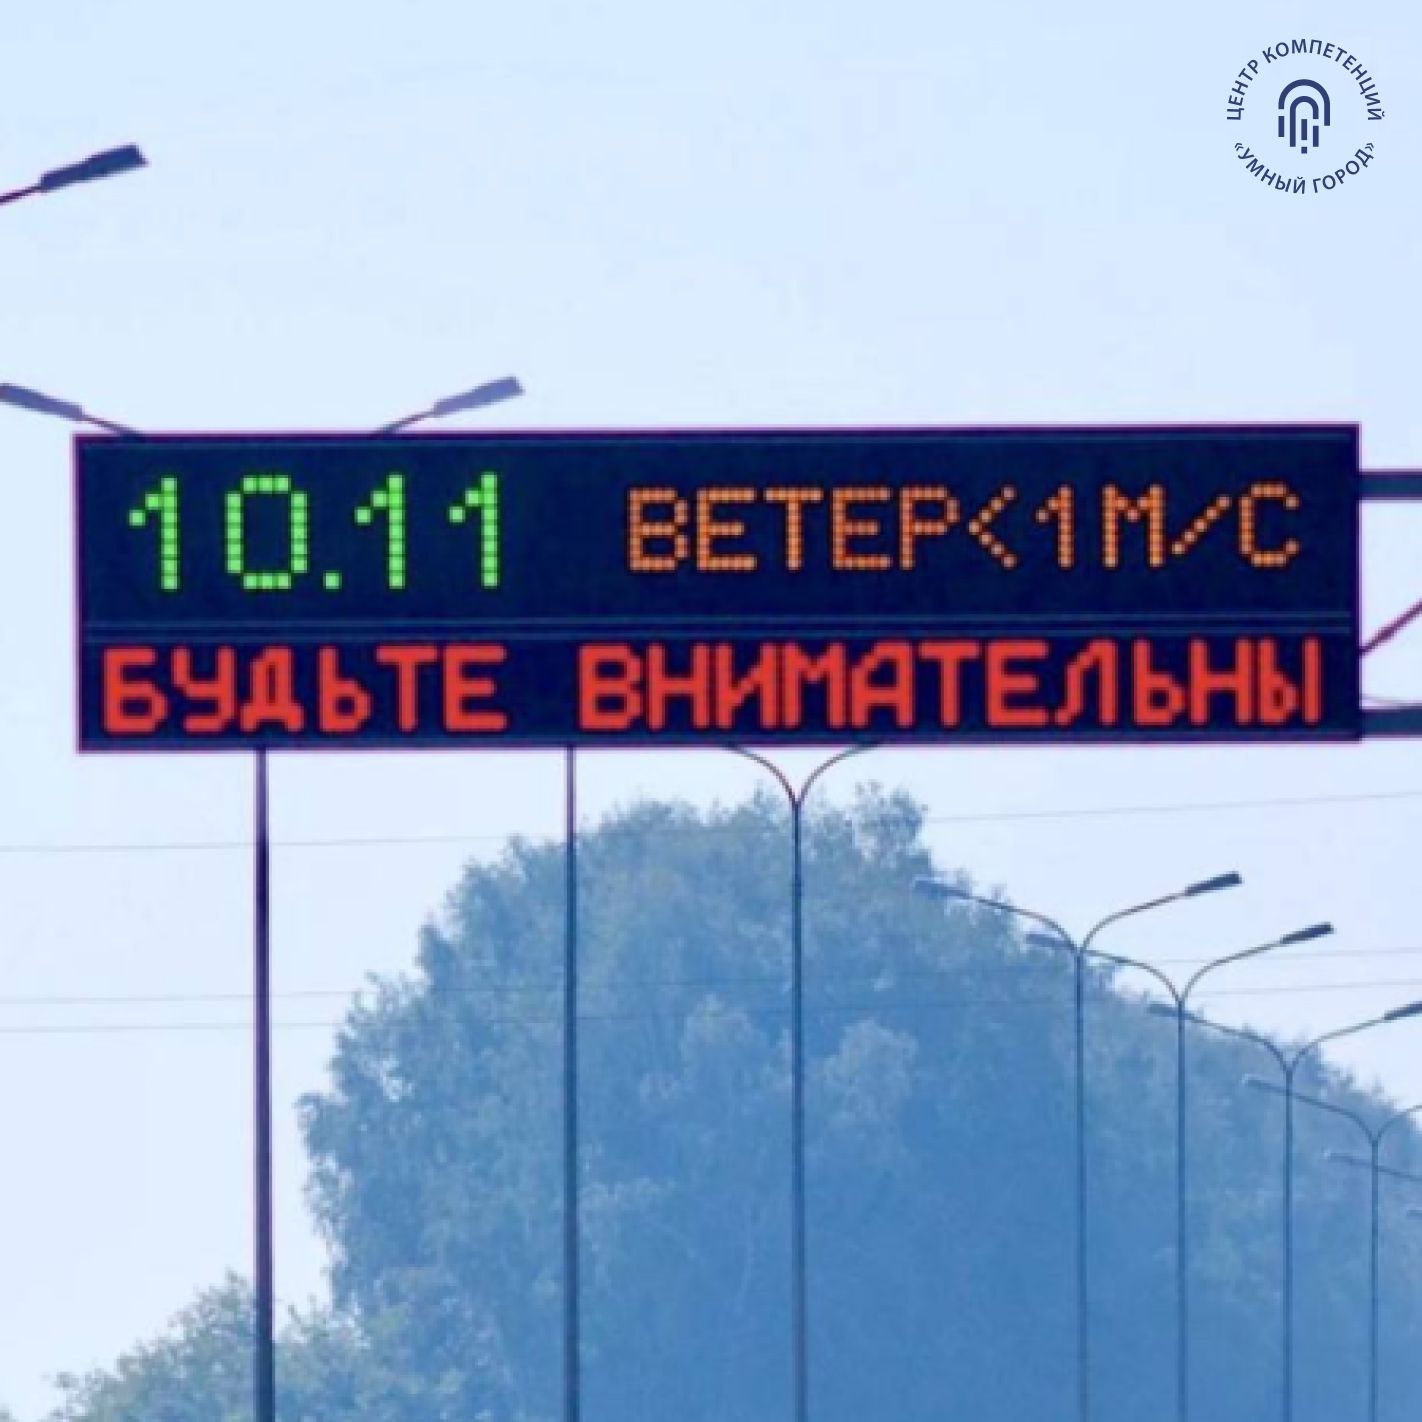 ЦЕНТР КОМПЕТЕНЦИЙ
«УМНЫЙ ГОРОД»
10.11 ВЕТЕР<1М/С
БУДЬТЕ ВНИМАТЕЛЬНЫ